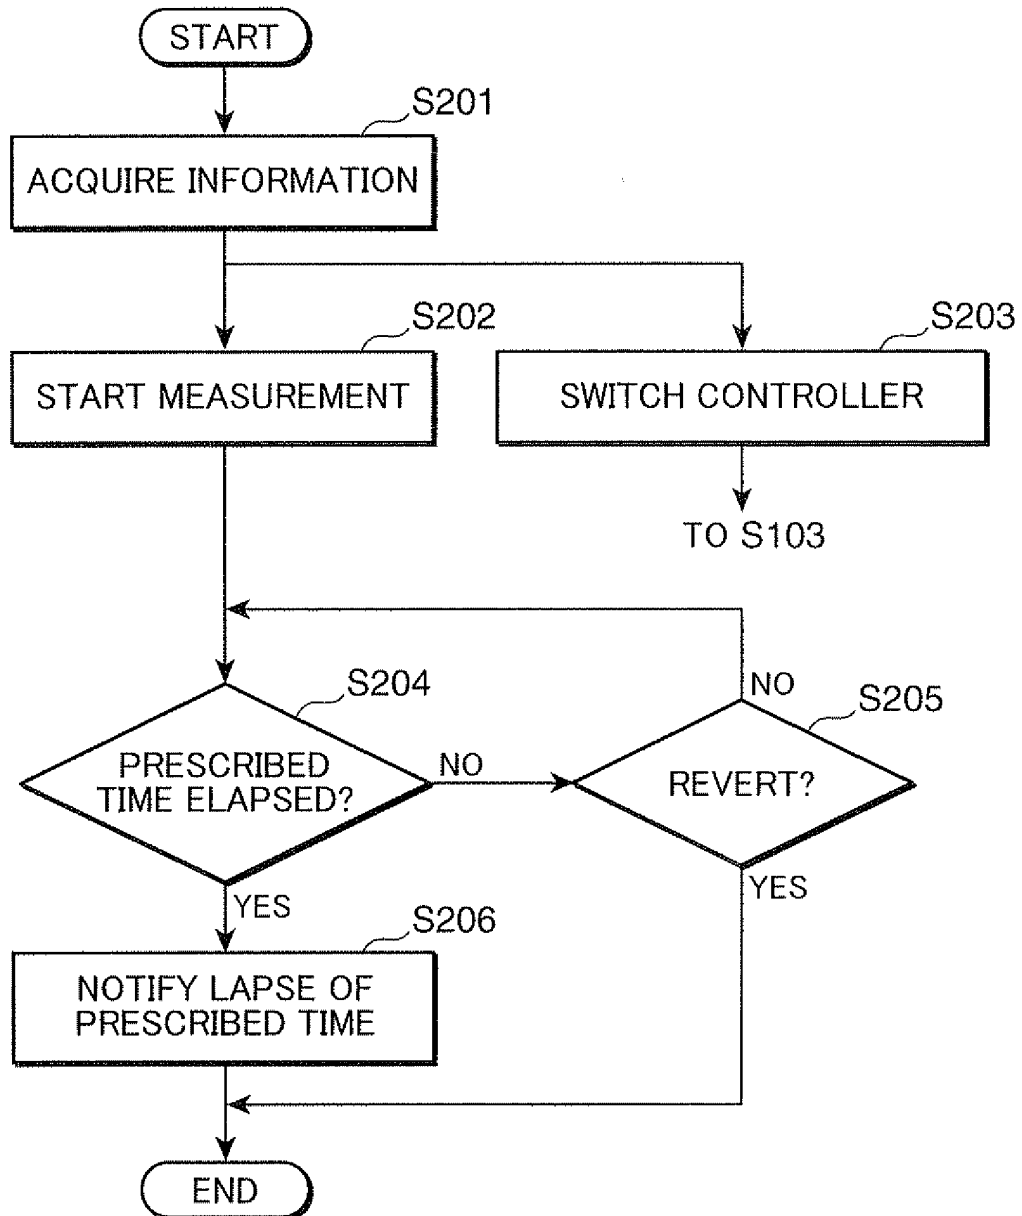 START
S201
ACQUIRE INFORMATION
S202
START MEASUREMENT
S203
SWITCH CONTROLLER
TO S103
S204
PRESCRIBED
TIME ELAPSED?
NO
NO
S205
REVERT?
YES
YES
S206
NOTIFY LAPSE OF
PRESCRIBED TIME
END